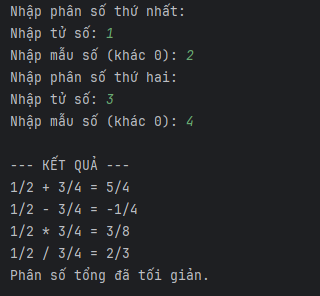 Nhập phân số thứ nhất:
Nhập tử số: 1
Nhập mẫu số (khác 0): 2
Nhập phân số thứ hai:
Nhập tử số: 3
Nhập mẫu số (khác 0): 4

--- KẾT QUẢ ---
1/2 + 3/4 = 5/4
1/2 - 3/4 = -1/4
1/2 * 3/4 = 3/8
1/2 / 3/4 = 2/3
Phân số tổng đã tối giản.